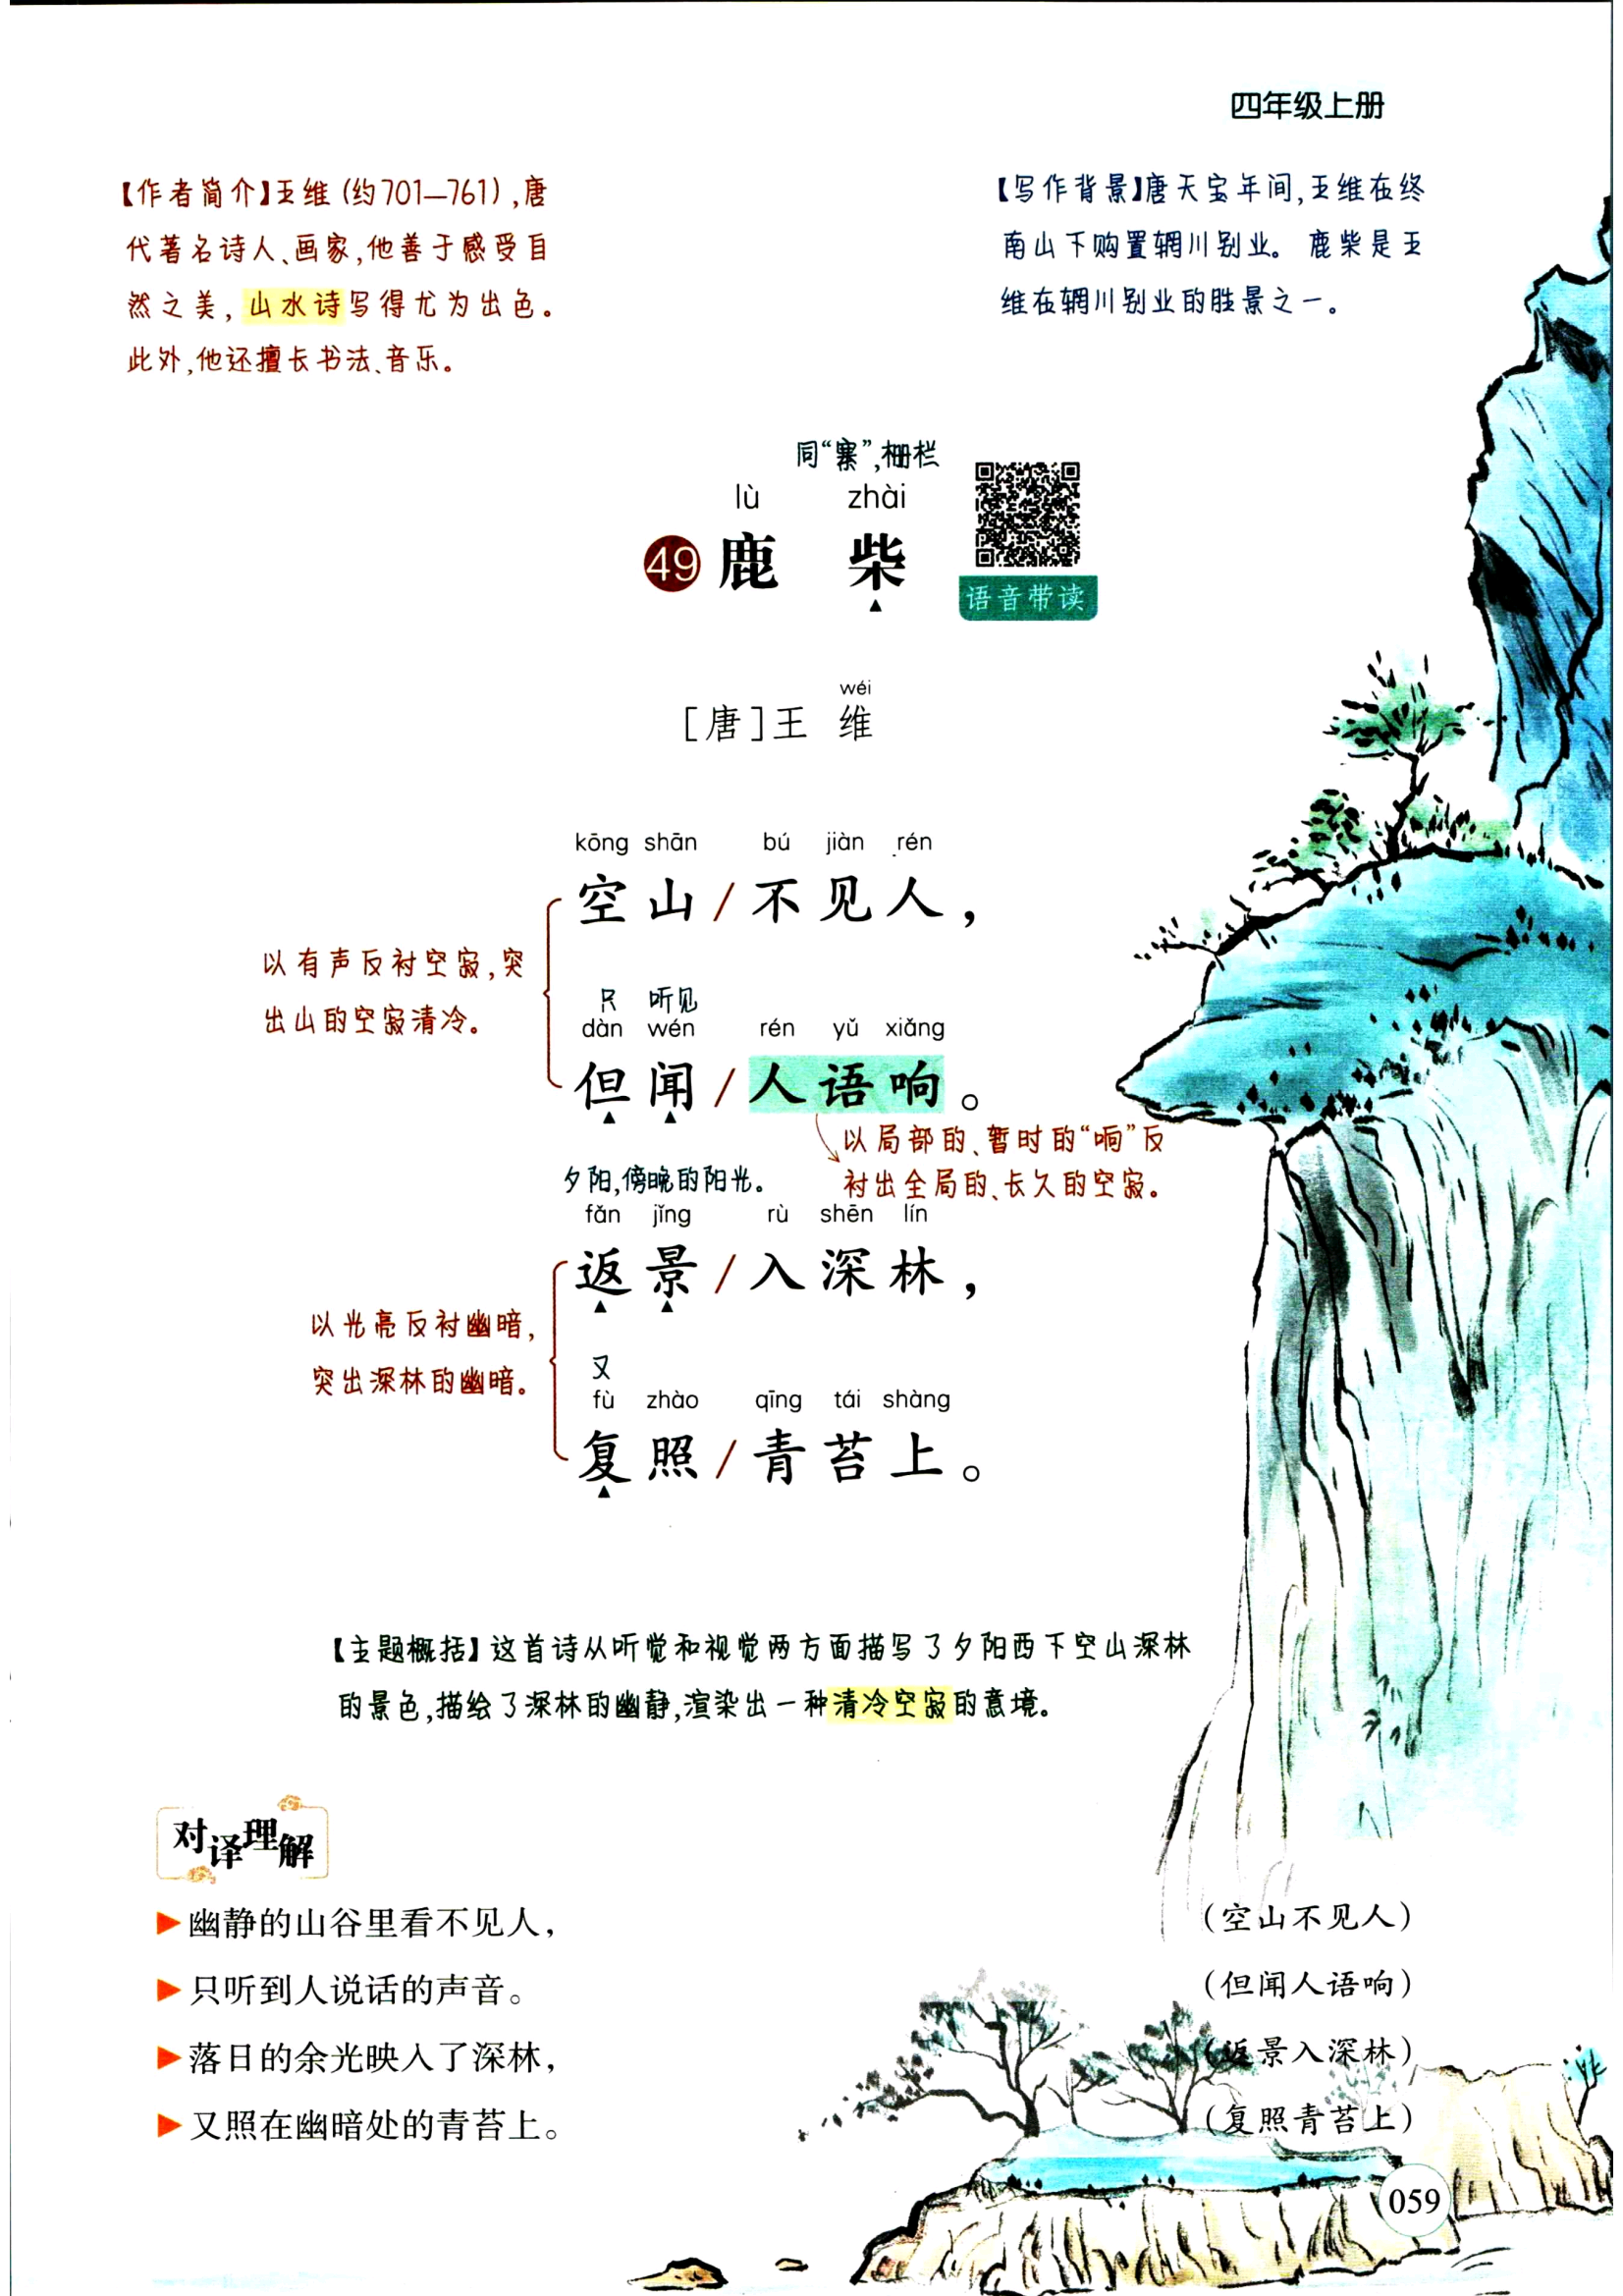 四年级上册
【作者简介】王维(约701—761),唐
代著名诗人、画家,他善于感受自
然之美,山水诗写得尤为出色。
此外,他还擅长书法、音乐。
【写作背景】唐天宝年间,王维在终
南山下购置辋川别业。鹿柴是王
维在辋川别业的胜景之一。
同“寨”,栅栏
lù zhài
49 鹿 柴
语音带读
wéi
[唐]王 维
kōng shān bú jiàn rén
空山/不见人,
以有声反衬空寂,突
出山的空寂清冷。
只 听见
dàn wén rén yǔ xiǎng
但闻/人语响。
以局部的、暂时的“响”反
衬出全局的、长久的空寂。
夕阳,傍晚的阳光。
fǎn jǐng rù shēn lín
返景/入深林,
以光亮反衬幽暗,
突出深林的幽暗。
又
fù zhào qīng tái shàng
复照/青苔上。
【主题概括】这首诗从听觉和视觉两方面描写了夕阳西下空山深林
的景色,描绘了深林的幽静,渲染出一种清冷空寂的意境。
对译理解
▶幽静的山谷里看不见人, (空山不见人)
▶只听到人说话的声音。 (但闻人语响)
▶落日的余光映入了深林, (返景入深林)
▶又照在幽暗处的青苔上。 (复照青苔上)
059